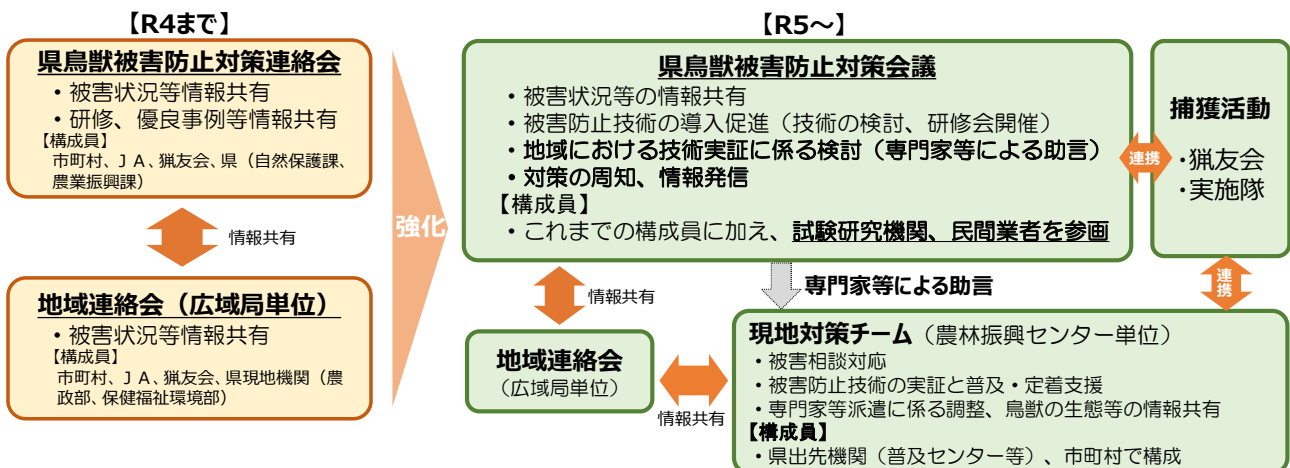 【R4まで】
県鳥獣被害防止対策連絡会
・被害状況等情報共有
・研修、優良事例等情報共有
【構成員】
市町村、JA、猟友会、県（自然保護課、
農業振興課）
情報共有
地域連絡会（広域局単位）
・被害状況等情報共有
【構成員】
市町村、JA、猟友会、県現地機関（農
政部、保健福祉環境部）
強化
【R5～】
県鳥獣被害防止対策会議
・被害状況等の情報共有
・被害防止技術の導入促進（技術の検討、研修会開催）
・地域における技術実証に係る検討（専門家等による助言）
・対策の周知、情報発信
【構成員】
・これまでの構成員に加え、試験研究機関、民間業者を参画
連携
捕獲活動
・猟友会
・実施隊
連携
情報共有
専門家等による助言
地域連絡会
（広域局単位）
情報共有
現地対策チーム（農林振興センター単位）
・被害相談対応
・被害防止技術の実証と普及・定着支援
・専門家等派遣に係る調整、鳥獣の生態等の情報共有
【構成員】
・県出先機関（普及センター等）、市町村で構成